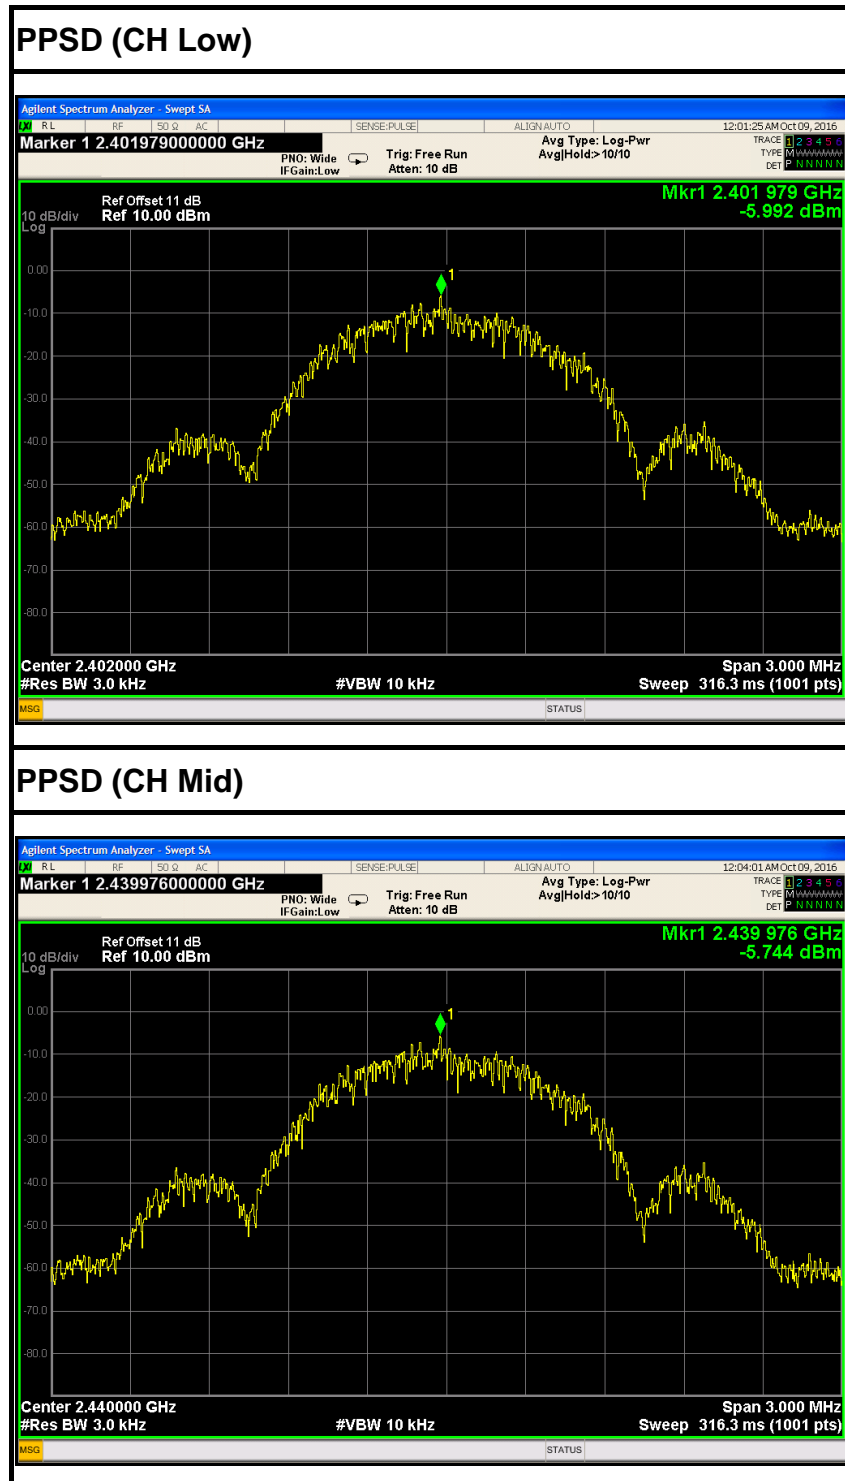 PPSD (CH Low)
Agilent Spectrum Analyzer - Swept SA
LXI RL RF 50 Ω AC SENSE:PULSE ALIGN AUTO 12:01:25 AM Oct 09, 2016
Marker 1 2.401979000000 GHz
PNO: Wide Trig: Free Run Avg Type: Log-Pwr TRACE 1 2 3 4 5 6
IFGain:Low Atten: 10 dB Avg|Hold:>10/10 TYPE M WWWWW
DET P N N N N N
Mkr1 2.401 979 GHz
-5.992 dBm
Ref Offset 11 dB
10 dB/div Ref 10.00 dBm
Log
1
0.00
-10.0
-20.0
-30.0
-40.0
-50.0
-60.0
-70.0
-80.0
Center 2.402000 GHz Span 3.000 MHz
#Res BW 3.0 kHz #VBW 10 kHz Sweep 316.3 ms (1001 pts)
MSG STATUS
PPSD (CH Mid)
Agilent Spectrum Analyzer - Swept SA
LXI RL RF 50 Ω AC SENSE:PULSE ALIGN AUTO 12:04:01 AM Oct 09, 2016
Marker 1 2.439976000000 GHz
PNO: Wide Trig: Free Run Avg Type: Log-Pwr TRACE 1 2 3 4 5 6
IFGain:Low Atten: 10 dB Avg|Hold:>10/10 TYPE M WWWWW
DET P N N N N N
Mkr1 2.439 976 GHz
-5.744 dBm
Ref Offset 11 dB
10 dB/div Ref 10.00 dBm
Log
1
0.00
-10.0
-20.0
-30.0
-40.0
-50.0
-60.0
-70.0
-80.0
Center 2.440000 GHz Span 3.000 MHz
#Res BW 3.0 kHz #VBW 10 kHz Sweep 316.3 ms (1001 pts)
MSG STATUS